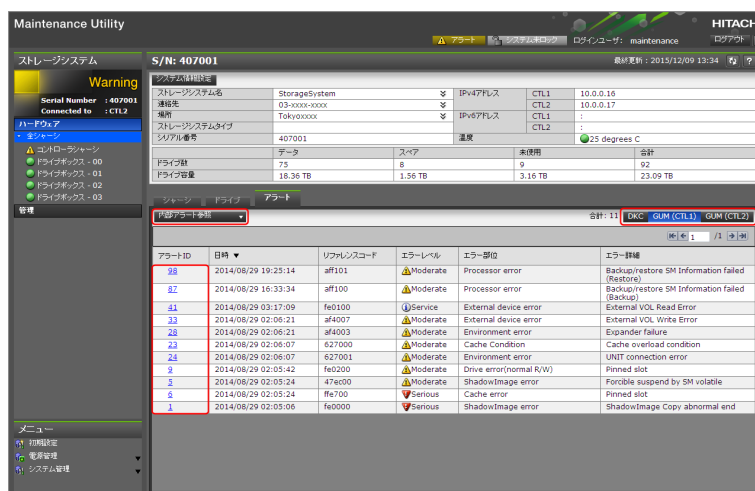 Maintenance Utility
HITACH
アラート システム未ロック ログインユーザ: maintenance ログアウト
ストレージシステム
Warning
Serial Number : 407001
Connected to : CTL2
ハードウェア
全シャーシ
コントローラシャーシ
ドライブボックス - 00
ドライブボックス - 01
ドライブボックス - 02
ドライブボックス - 03
管理
メニュー
初期設定
電源管理
システム管理
S/N: 407001
最終更新 : 2015/12/09 13:34 ?
システム情報設定
ストレージシステム名 StorageSystem IPv4アドレス CTL1 10.0.0.16
連絡先 03-xxxx-xxxx CTL2 10.0.0.17
場所 Tokyoxxxx IPv6アドレス CTL1 :
ストレージシステムタイプ CTL2 :
シリアル番号 407001 温度 25 degrees C
データ スペア 未使用 合計
ドライブ数 75 8 9 92
ドライブ容量 18.36 TB 1.56 TB 3.16 TB 23.09 TB
シャーシ ドライブ アラート
内部アラート参照 合計: 11 DKC GUM (CTL1) GUM (CTL2)
1 /1
アラートID 日時 ▼ リファレンスコード エラーレベル エラー部位 エラー詳細
98 2014/08/29 19:25:14 aff101 Moderate Processor error Backup/restore SM Information failed
(Restore)
87 2014/08/29 16:33:34 aff100 Moderate Processor error Backup/restore SM Information failed
(Backup)
41 2014/08/29 03:17:09 fe0100 Service External device error External VOL Read Error
33 2014/08/29 02:06:21 af4007 Moderate External device error External VOL Write Error
28 2014/08/29 02:06:21 af4003 Moderate Environment error Expander failure
23 2014/08/29 02:06:07 627000 Moderate Cache Condition Cache overload condition
24 2014/08/29 02:06:07 627001 Moderate Environment error UNIT connection error
9 2014/08/29 02:05:42 fe0200 Moderate Drive error(normal R/W) Pinned slot
5 2014/08/29 02:05:24 47ec00 Moderate ShadowImage error Forcible suspend by SM volatile
6 2014/08/29 02:05:24 ffe700 Serious Cache error Pinned slot
1 2014/08/29 02:05:06 fe0000 Serious ShadowImage error ShadowImage Copy abnormal end